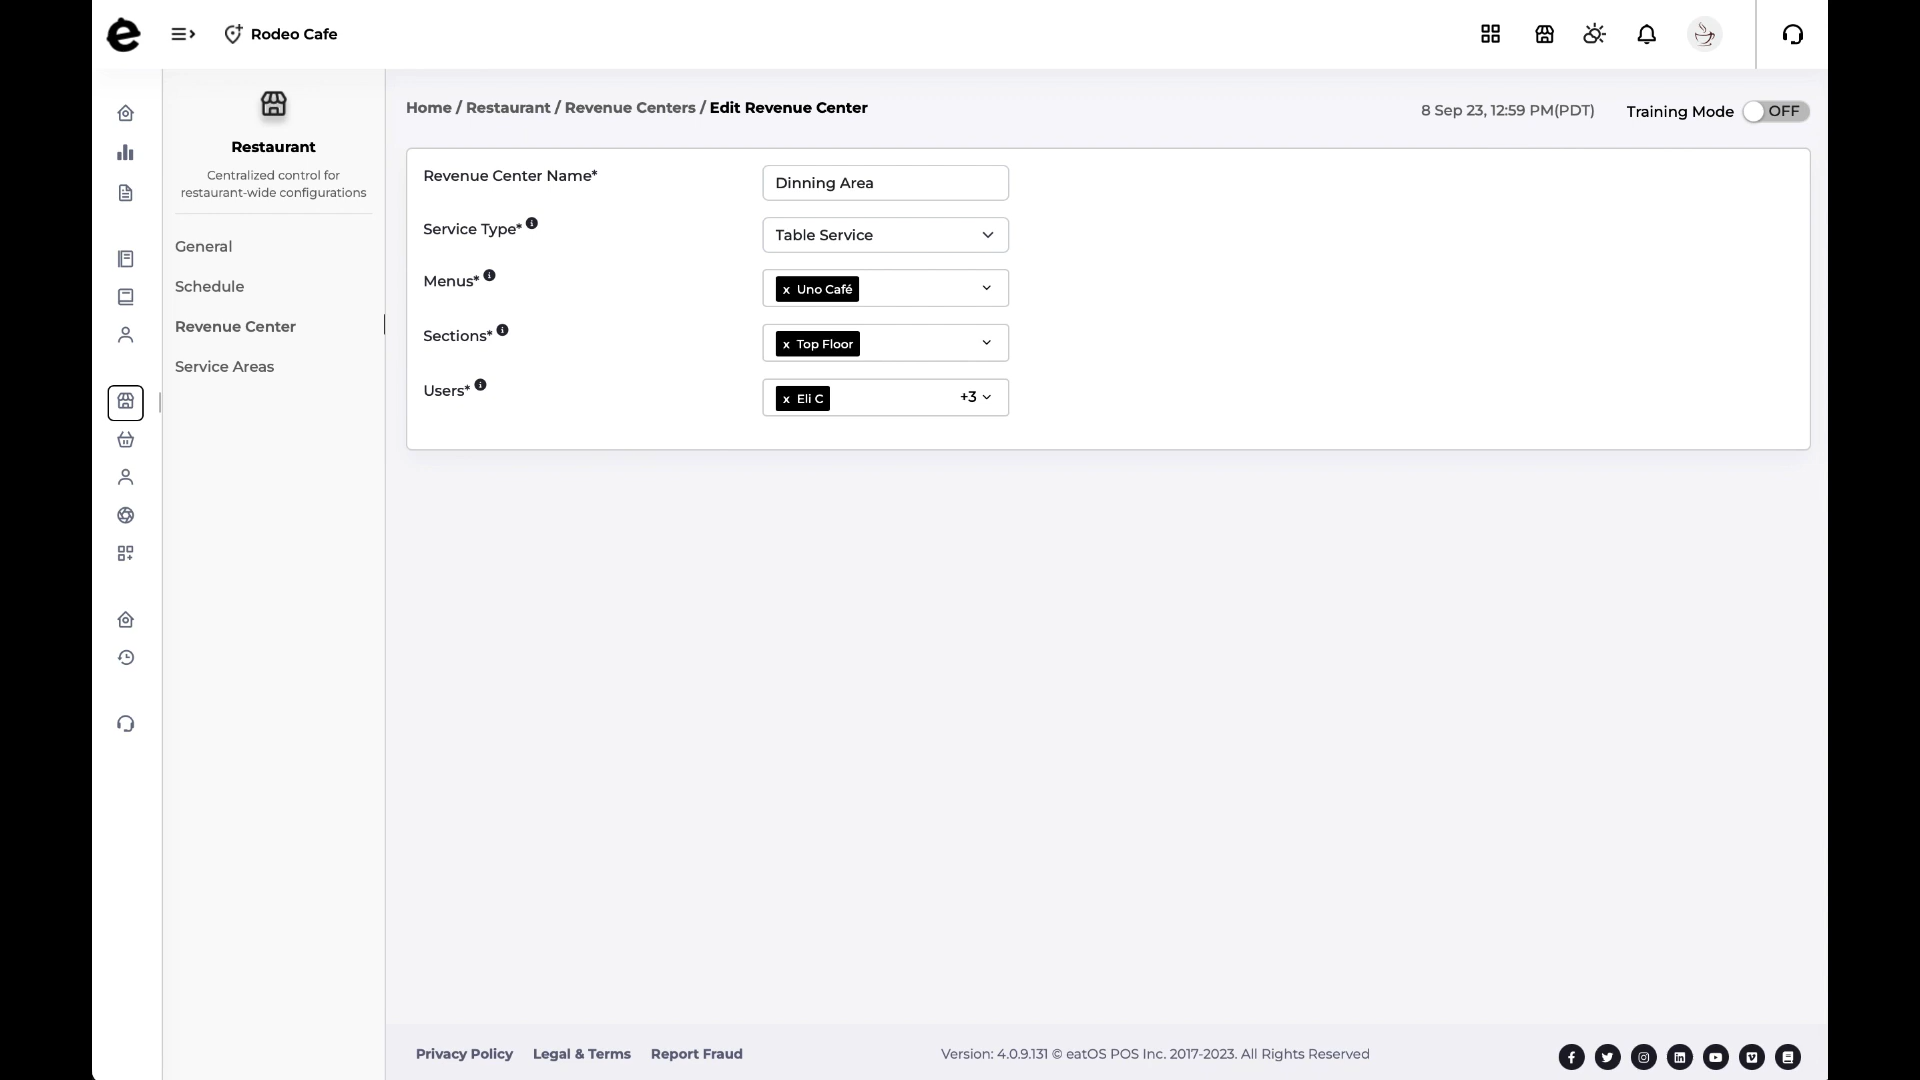 Rodeo Cafe
Restaurant
Centralized control for
restaurant-wide configurations
General
Schedule
Revenue Center
Service Areas
Home / Restaurant / Revenue Centers / Edit Revenue Center
8 Sep 23, 12:59 PM(PDT)
Training Mode OFF
Revenue Center Name* Dinning Area
Service Type* Table Service
Menus* x Uno Café
Sections* x Top Floor
Users* x Eli C +3
Privacy Policy Legal & Terms Report Fraud
Version: 4.0.9.131 © eatOS POS Inc. 2017-2023. All Rights Reserved